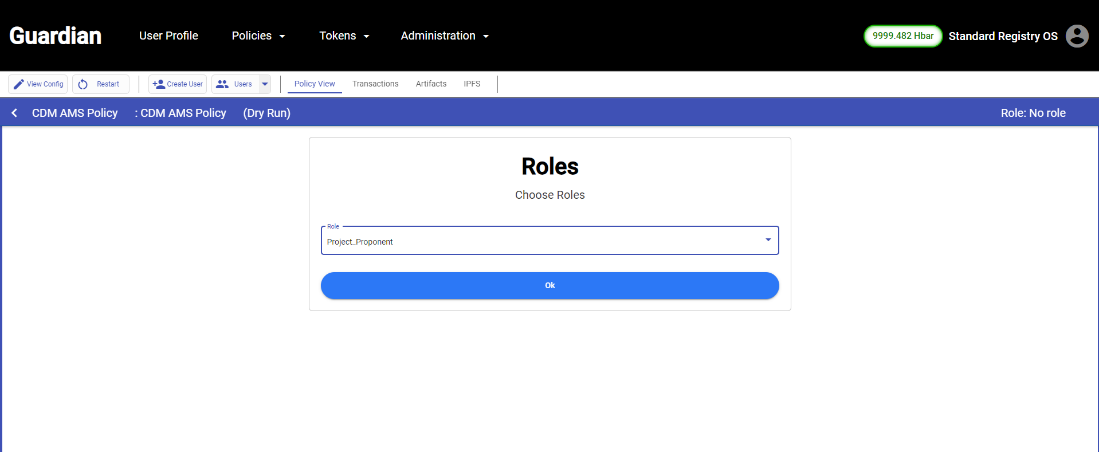 Guardian User Profile Policies Tokens Administration 9999.482 Hbar Standard Registry OS
View Config Restart Create User Users Policy View Transactions Artifacts IPFS
CDM AMS Policy : CDM AMS Policy (Dry Run) Role: No role
Roles
Choose Roles
Role
Project_Proponent
Ok